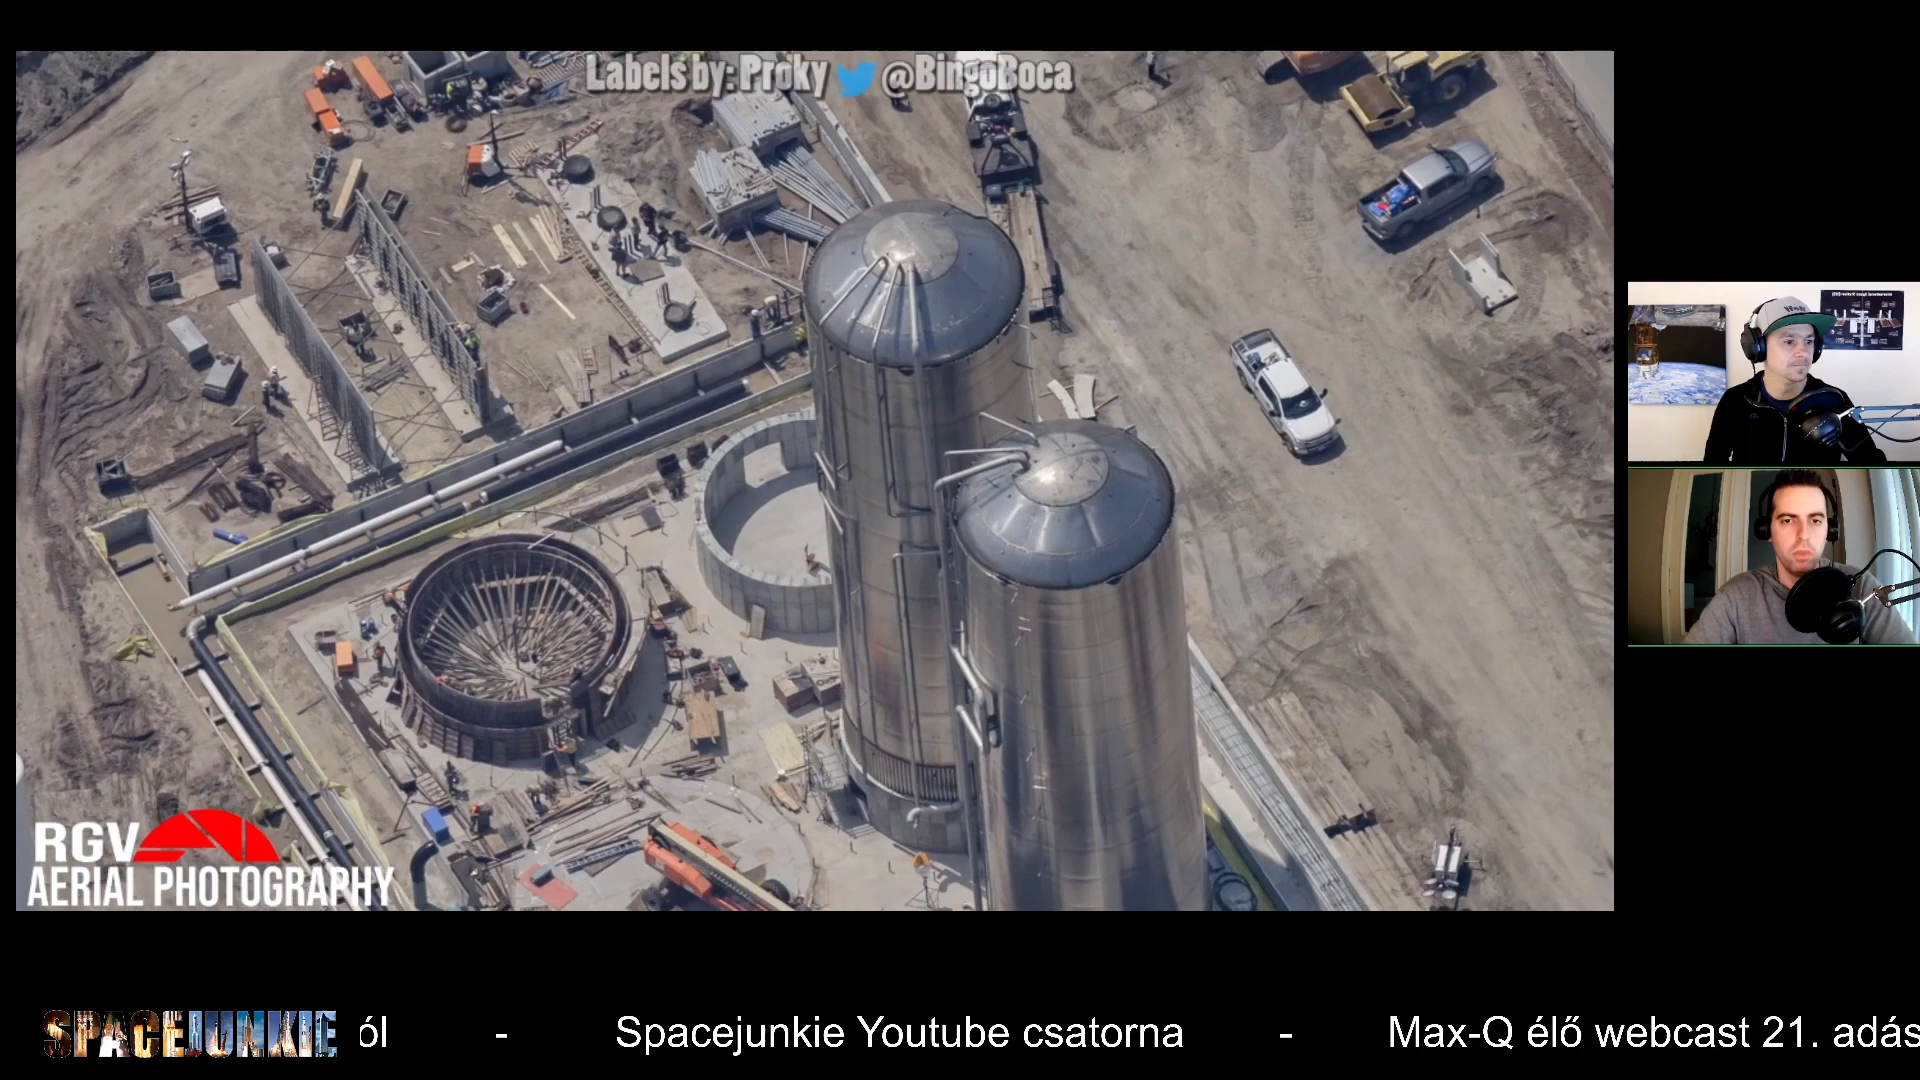 Labels by: Proky @BingoBoca
RGV
AERIAL PHOTOGRAPHY
SPACEJUNKIE ól - Spacejunkie Youtube csatorna - Max-Q élő webcast 21. adás